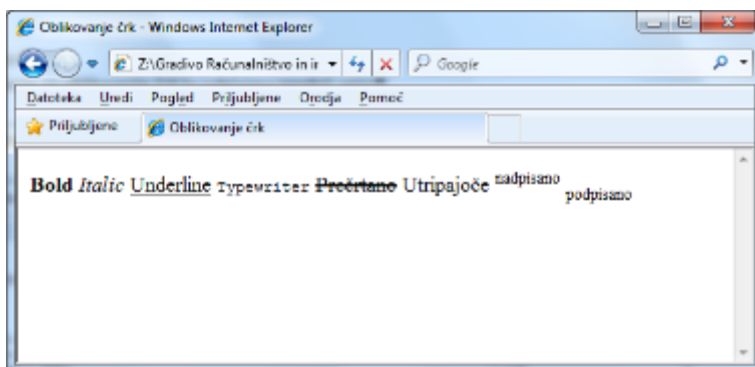 Oblikovanje črk - Windows Internet Explorer
Z:\Gradivo Računalništvo in ir
Google
Datoteka Uredi Pogled Priljubljene Orodja Pomoč
Priljubljene Oblikovanje črk
Bold Italic Underline Typewriter Prečrtano Utripajoče nadpisano podpisano